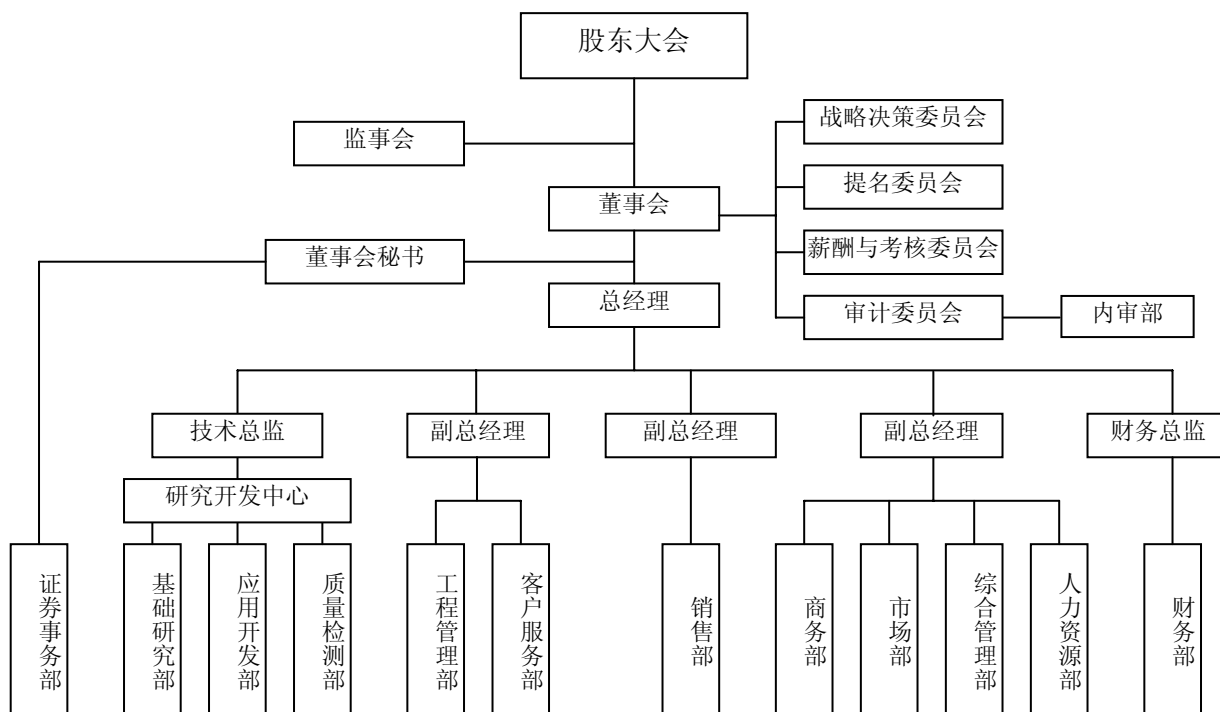 股东大会
战略决策委员会
监事会
提名委员会
董事会
薪酬与考核委员会
董事会秘书
总经理
审计委员会
内审部
技术总监
副总经理
副总经理
副总经理
财务总监
研究开发中心
证券事务部
基础研究部
应用开发部
质量检测部
工程管理部
客户服务部
销售部
商务部
市场部
综合管理部
人力资源部
财务部